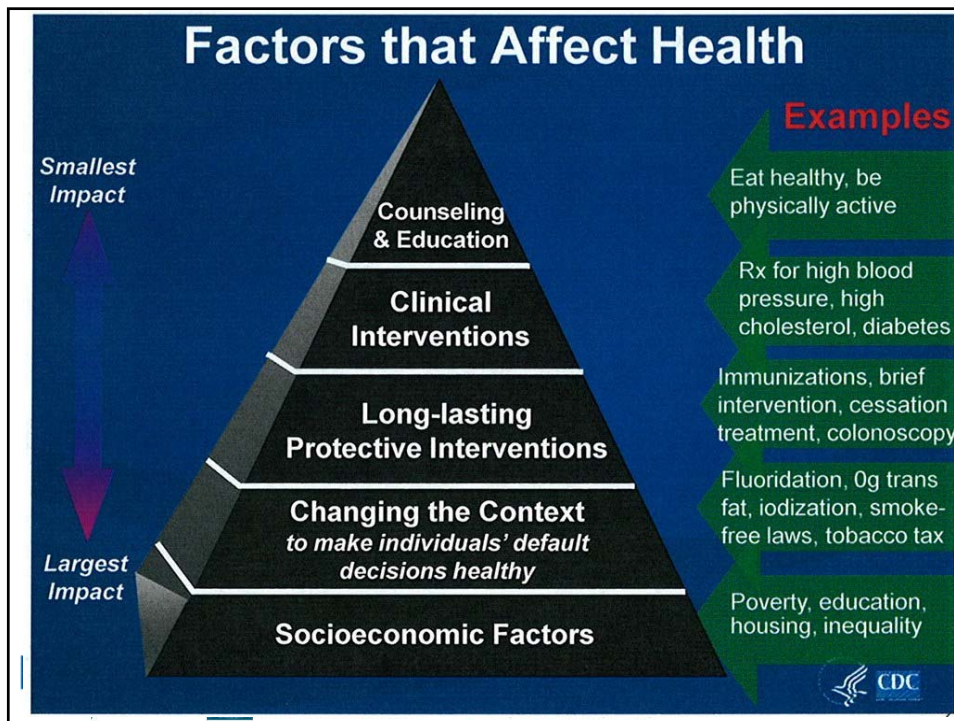 Factors that Affect Health
Examples
Smallest
Impact
Largest
Impact
Counseling
& Education
Clinical
Interventions
Long-lasting
Protective Interventions
Changing the Context
to make individuals' default
decisions healthy
Socioeconomic Factors
Eat healthy, be
physically active
Rx for high blood
pressure, high
cholesterol, diabetes
Immunizations, brief
intervention, cessation
treatment, colonoscopy
Fluoridation, 0g trans
fat, iodization, smoke-
free laws, tobacco tax
Poverty, education,
housing, inequality
CDC